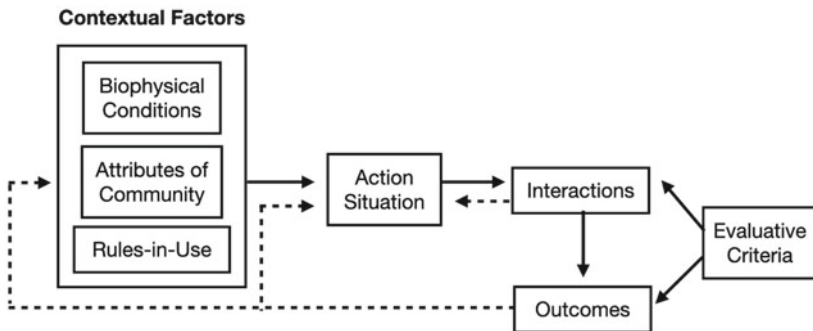 Contextual Factors
Biophysical
Conditions
Attributes of
Community
Rules-in-Use
Action
Situation
Interactions
Evaluative
Criteria
Outcomes